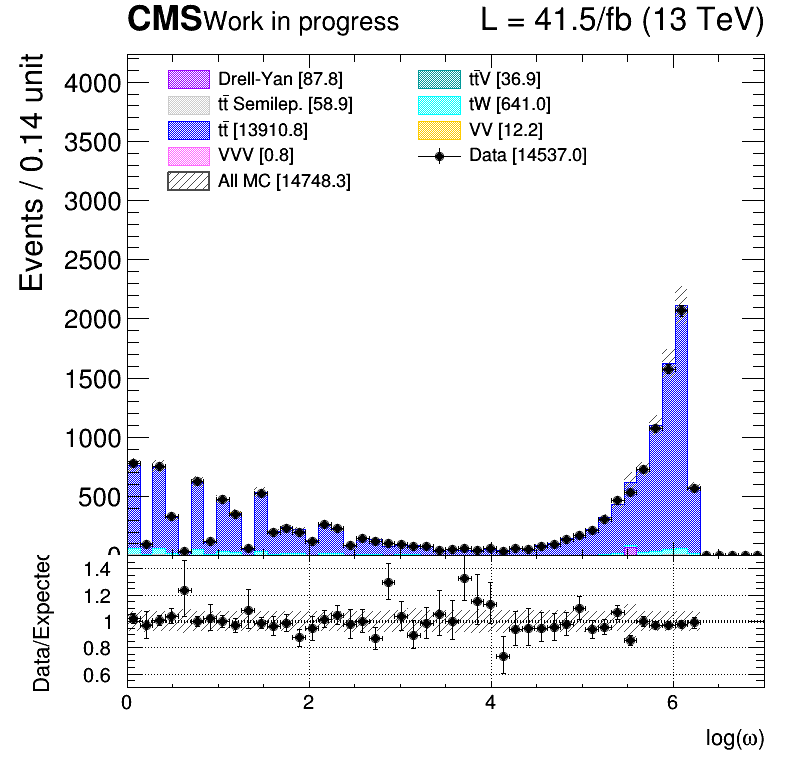 CMS Work in progress L = 41.5/fb (13 TeV)
Events / 0.14 unit
4000
3500
3000
2500
2000
1500
1000
500
0
Drell-Yan [87.8]
tt̄ Semilep. [58.9]
tt̄ [13910.8]
VVV [0.8]
All MC [14748.3]
tt̄V [36.9]
tW [641.0]
VV [12.2]
Data [14537.0]
Data/Expected
1.4
1.2
1
0.8
0.6
0 2 4 6
log(ω)